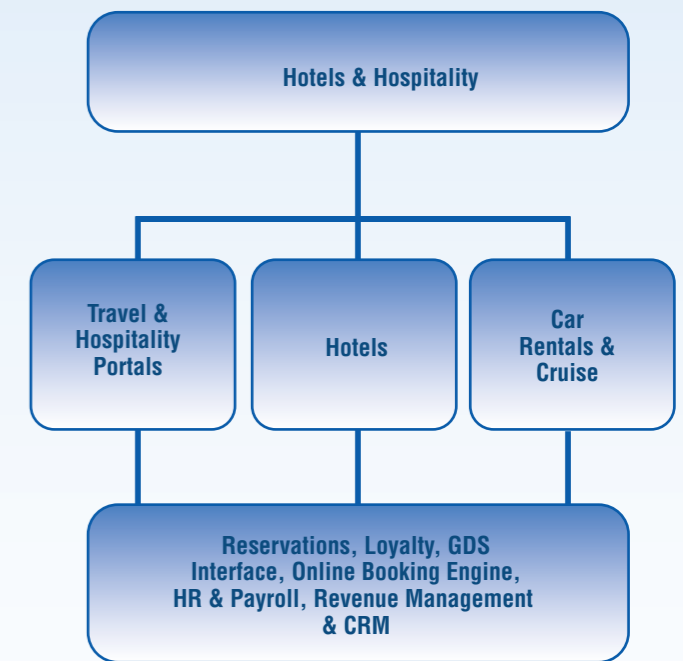 Hotels & Hospitality
Travel &
Hospitality
Portals
Hotels
Car
Rentals &
Cruise
Reservations, Loyalty, GDS
Interface, Online Booking Engine,
HR & Payroll, Revenue Management
& CRM